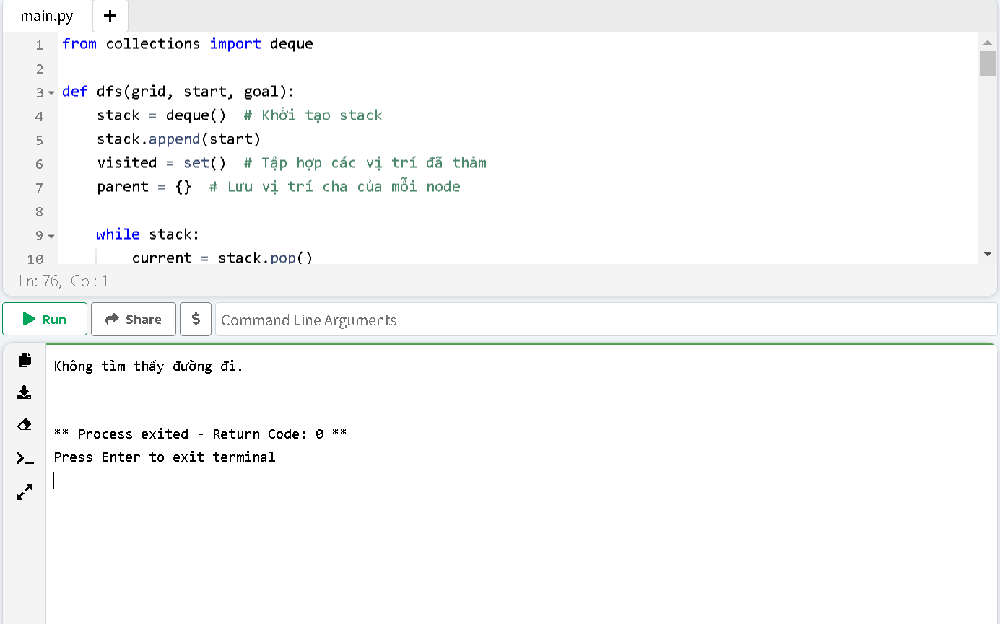 main.py +
1 from collections import deque
2
3 def dfs(grid, start, goal):
4 stack = deque() # Khởi tạo stack
5 stack.append(start)
6 visited = set() # Tập hợp các vị trí đã thăm
7 parent = {} # Lưu vị trí cha của mỗi node
8
9 while stack:
10 current = stack.pop()
Ln: 76, Col: 1
Run Share $ Command Line Arguments
Không tìm thấy đường đi.
** Process exited - Return Code: 0 **
Press Enter to exit terminal